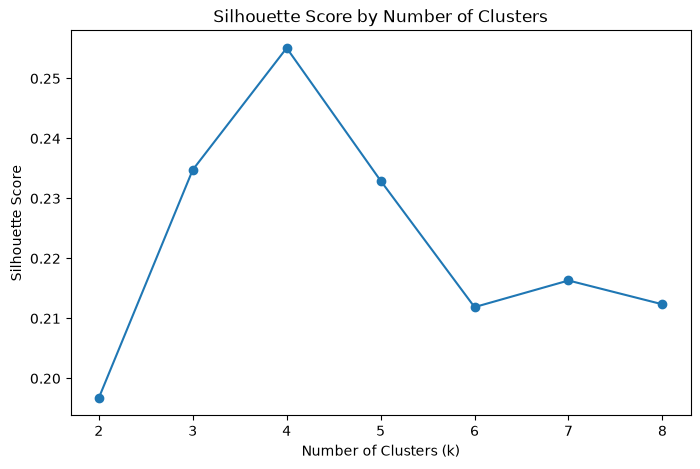 Silhouette Score by Number of Clusters
Silhouette Score
0.25
0.24
0.23
0.22
0.21
0.20
2 3 4 5 6 7 8
Number of Clusters (k)